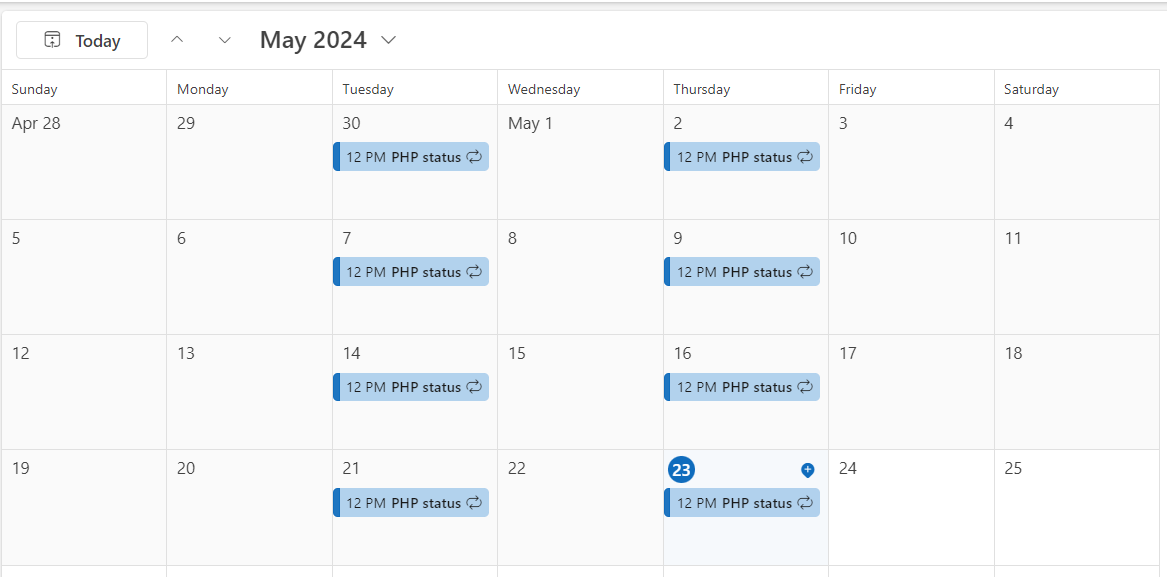 Today May 2024
Sunday Monday Tuesday Wednesday Thursday Friday Saturday
Apr 28 29 30 May 1 2 3 4
12 PM PHP status 12 PM PHP status
5 6 7 8 9 10 11
12 PM PHP status 12 PM PHP status
12 13 14 15 16 17 18
12 PM PHP status 12 PM PHP status
19 20 21 22 23 24 25
12 PM PHP status 12 PM PHP status